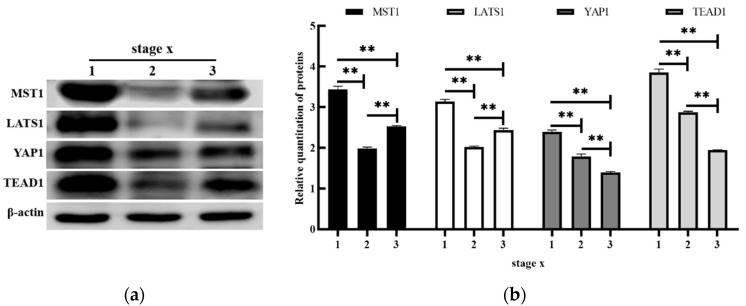 stage x
1 2 3
MST1
LATS1
YAP1
TEAD1
β-actin
(a)
MST1 LATS1 YAP1 TEAD1
Relative quantitation of proteins
5
4
3
2
1
0
** ** **
** ** **
** ** **
** ** **
1 2 3 1 2 3 1 2 3 1 2 3
stage x
(b)